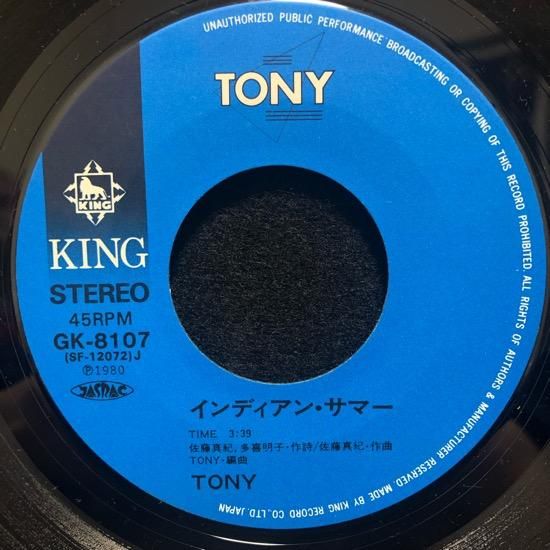 UNAUTHORIZED PUBLIC PERFORMANCE BROADCASTING OR COPYING OF THIS RECORD PROHIBITED. ALL RIGHTS OF AUTHORS & MANUFACTURER RESERVED. MADE BY KING RECORD CO., LTD. JAPAN
TONY
KING
KING
STEREO
45RPM
GK-8107
(SF-12072)J
Ⓟ1980
JASRAC
インディアン・サマー
TIME 3:39
佐藤真紀, 多喜明子・作詩/佐藤真紀・作曲
TONY・編曲
TONY